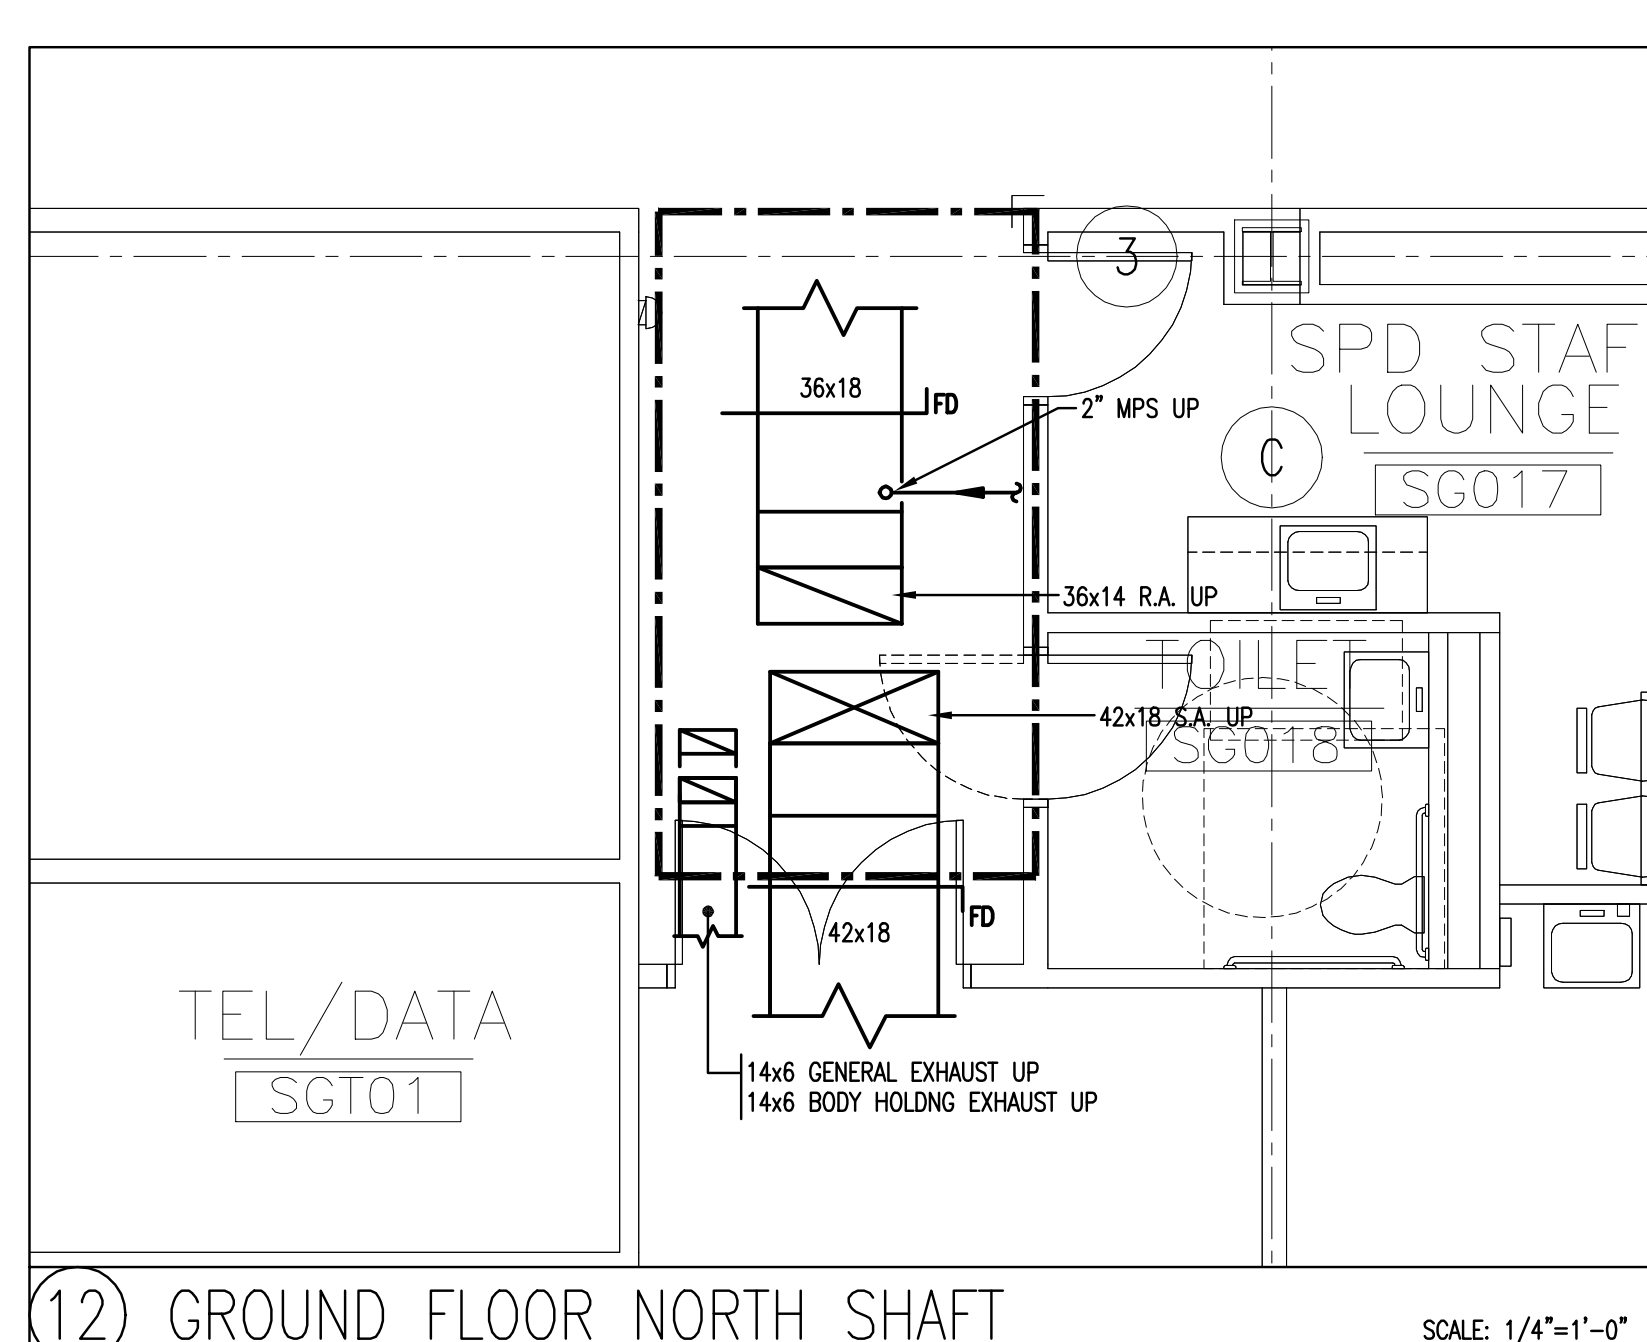 3
36x18
FD
2" MPS UP
SPD STAF
LOUNGE
C
SG017
36x14 R.A. UP
TOILET
42x18 S.A. UP
SG018
42x18
FD
TEL/DATA
SGT01
14x6 GENERAL EXHAUST UP
14x6 BODY HOLDNG EXHAUST UP
12 GROUND FLOOR NORTH SHAFT
SCALE: 1/4"=1'-0"